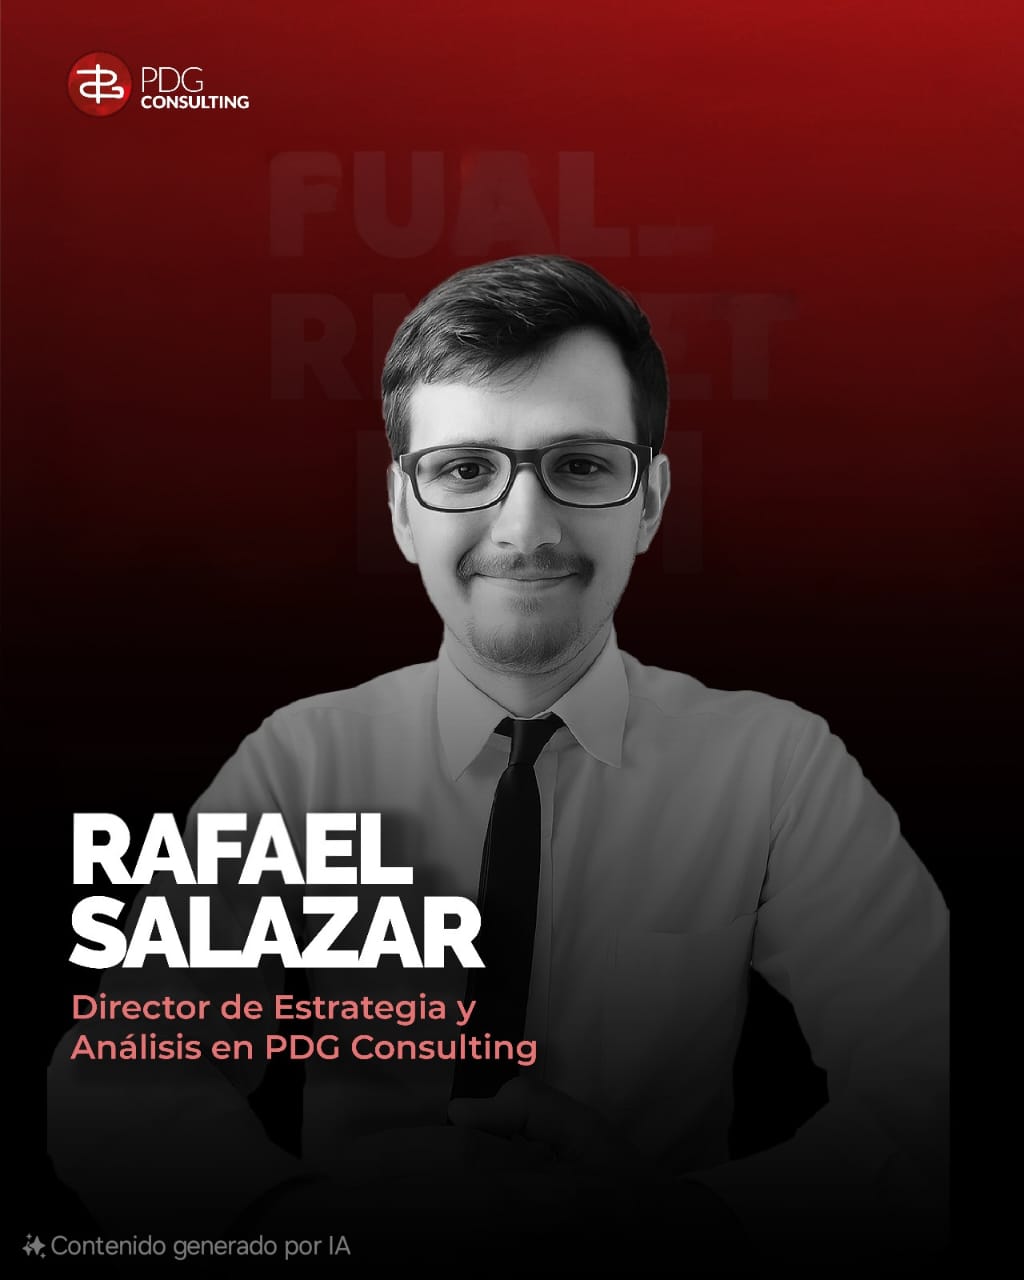 PDG
CONSULTING
RAFAEL
SALAZAR
Director de Estrategia y
Análisis en PDG Consulting
Contenido generado por IA